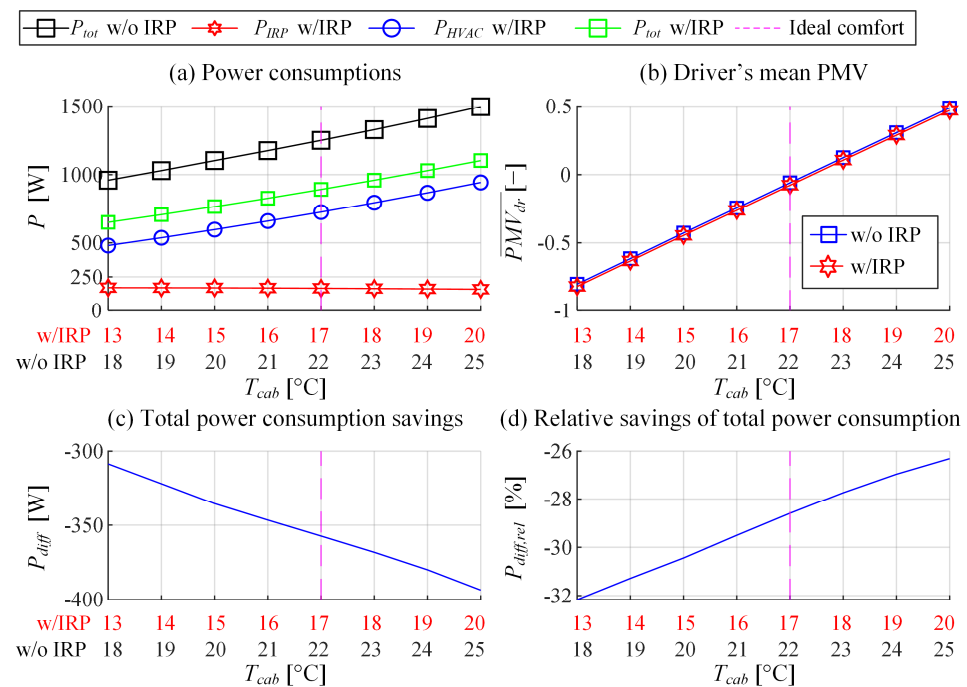 P_tot w/o IRP P_IRP w/IRP P_HVAC w/IRP P_tot w/IRP Ideal comfort
(a) Power consumptions
1500
1000
500
250
0
P [W]
w/IRP 13 14 15 16 17 18 19 20
w/o IRP 18 19 20 21 22 23 24 25
T_cab [°C]
(b) Driver's mean PMV
0.5
0
-0.5
-1
PMV_dr [–]
w/o IRP
w/IRP
13 14 15 16 17 18 19 20
18 19 20 21 22 23 24 25
T_cab [°C]
(c) Total power consumption savings
-300
-350
-400
P_diff [W]
w/IRP 13 14 15 16 17 18 19 20
w/o IRP 18 19 20 21 22 23 24 25
T_cab [°C]
(d) Relative savings of total power consumption
-26
-28
-30
-32
P_diff,rel [%]
13 14 15 16 17 18 19 20
18 19 20 21 22 23 24 25
T_cab [°C]